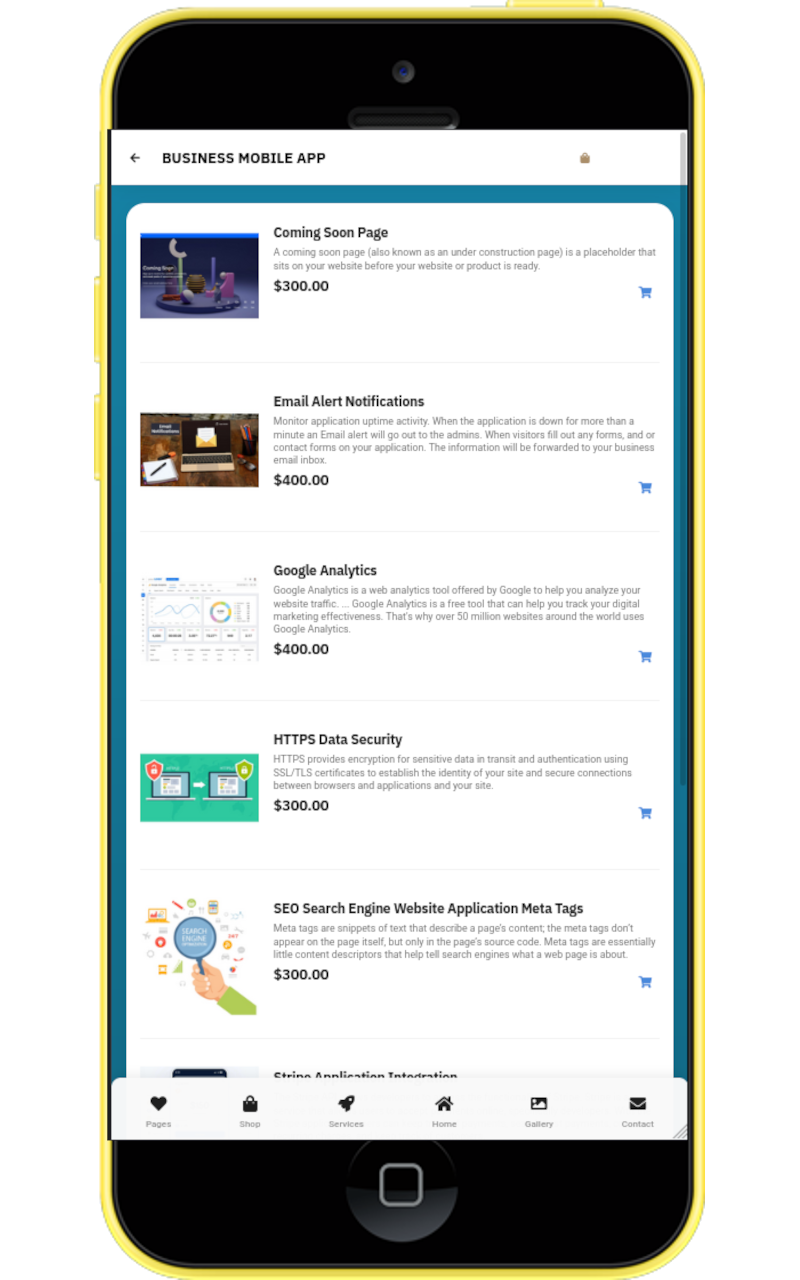 BUSINESS MOBILE APP
Coming Soon Page
A coming soon page (also known as an under construction page) is a placeholder that
sits on your website before your website or product is ready.
$300.00
Coming Soon
Email Alert Notifications
Monitor application uptime activity. When the application is down for more than a
minute an Email alert will go out to the admins. When visitors fill out any forms, and or
contact forms on your application. The information will be forwarded to your business
email inbox.
$400.00
Email
Notifications
Google Analytics
Google Analytics is a web analytics tool offered by Google to help you analyze your
website traffic. ... Google Analytics is a free tool that can help you track your digital
marketing effectiveness. That's why over 50 million websites around the world uses
Google Analytics.
$400.00
HTTPS Data Security
HTTPS provides encryption for sensitive data in transit and authentication using
SSL/TLS certificates to establish the identity of your site and secure connections
between browsers and applications and your site.
$300.00
SEO Search Engine Website Application Meta Tags
Meta tags are snippets of text that describe a page's content; the meta tags don't
appear on the page itself, but only in the page's source code. Meta tags are essentially
little content descriptors that help tell search engines what a web page is about.
$300.00
SEARCH
ENGINE
OPTIMIZATION
24/7
Stripe Application Integration
Pages
Shop
Services
Home
Gallery
Contact